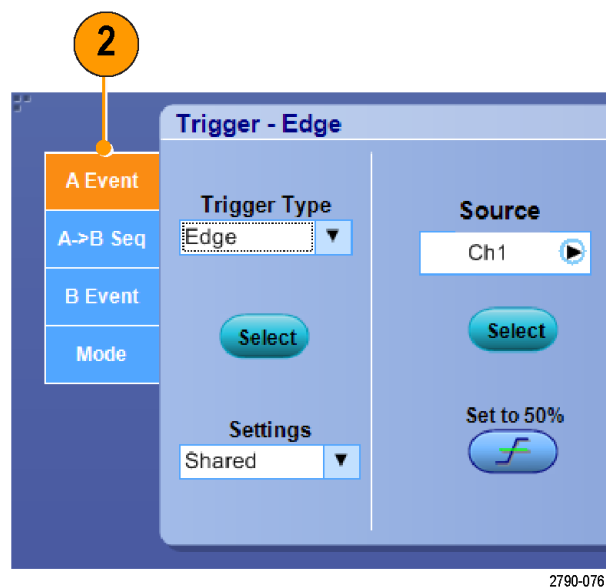 2
Trigger - Edge
A Event
A->B Seq
B Event
Mode
Trigger Type
Edge
Select
Settings
Shared
Source
Ch1
Select
Set to 50%
2790-076